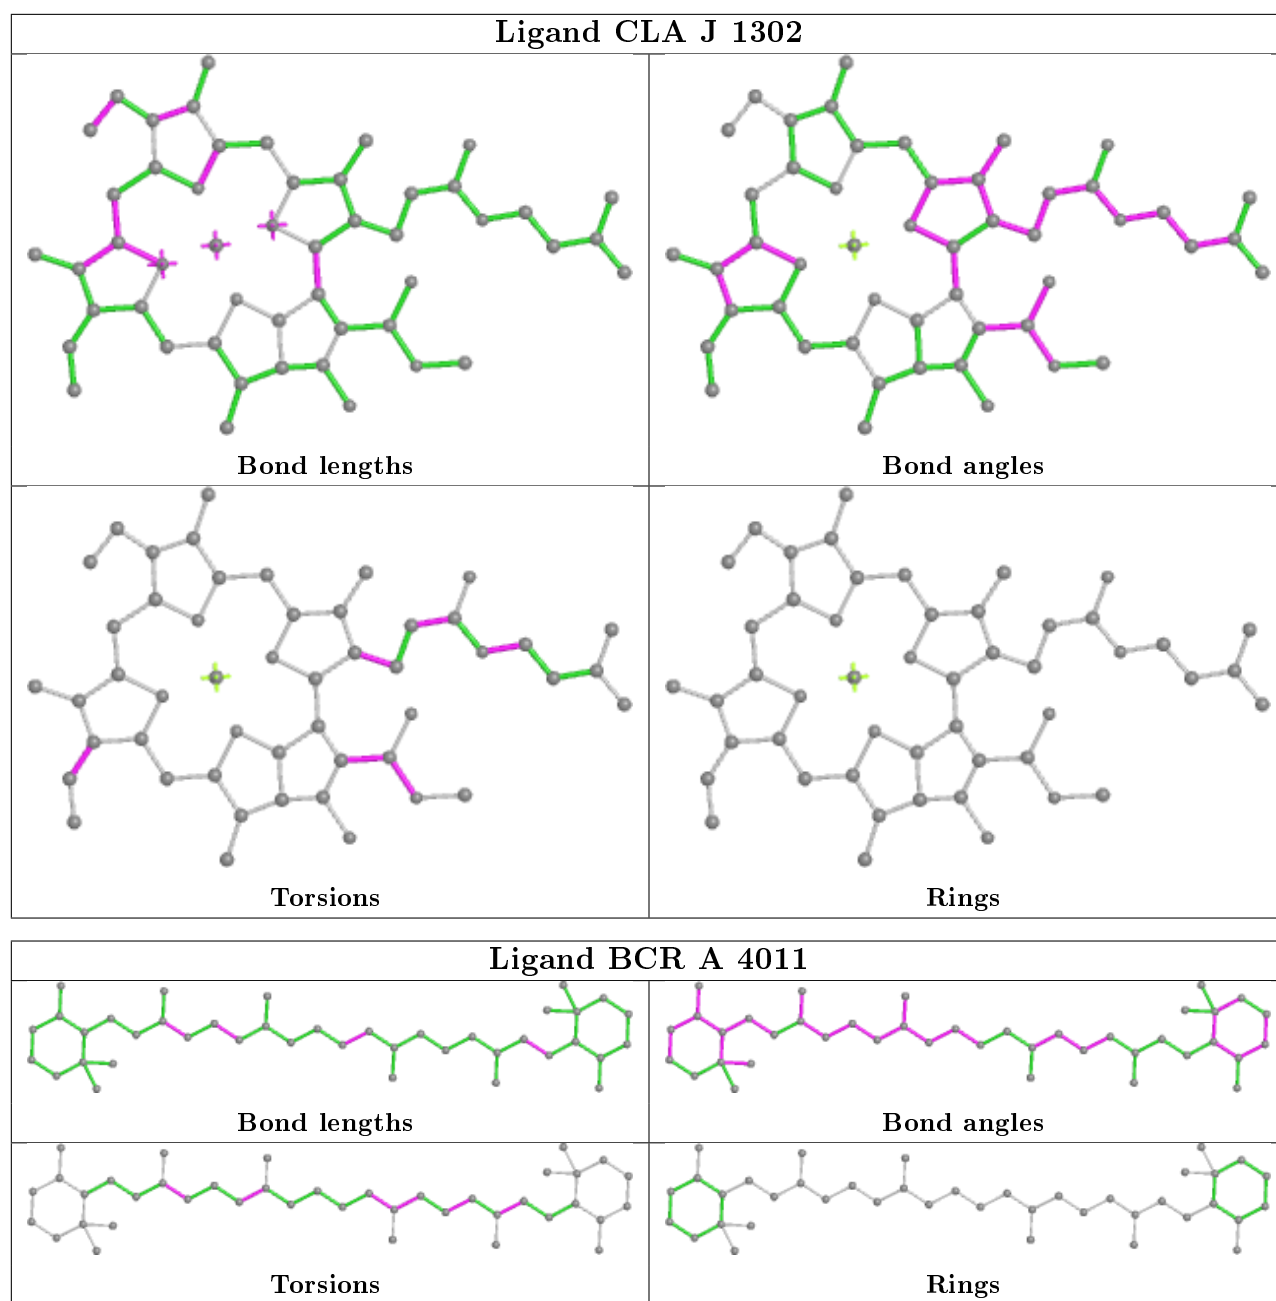 Ligand CLA J 1302
Bond lengths
Bond angles
Torsions
Rings
Ligand BCR A 4011
Bond lengths
Bond angles
Torsions
Rings